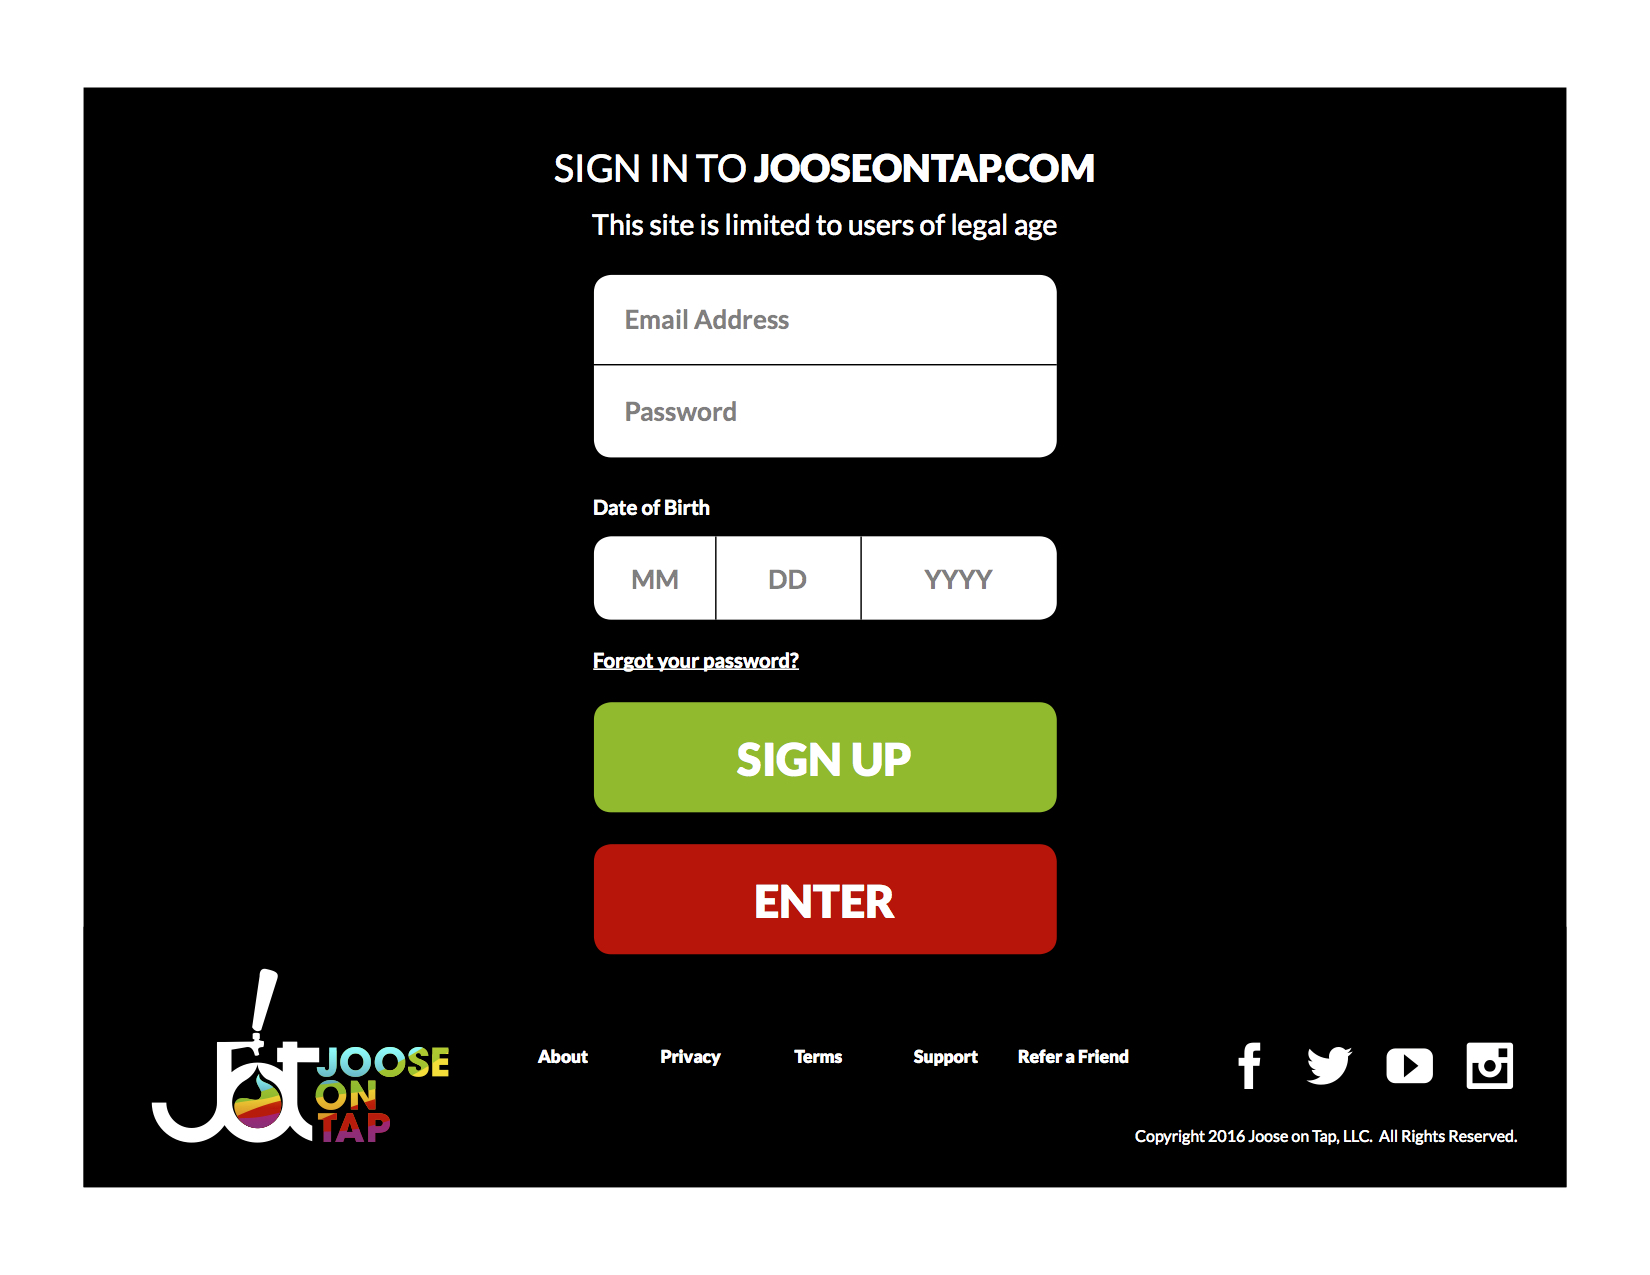 SIGN IN TO JOOSEONTAP.COM
This site is limited to users of legal age
Email Address
Password
Date of Birth
MM DD YYYY
Forgot your password?
SIGN UP
ENTER
jot
JOOSE
ON
TAP
About Privacy Terms Support Refer a Friend
Copyright 2016 Joose on Tap, LLC. All Rights Reserved.